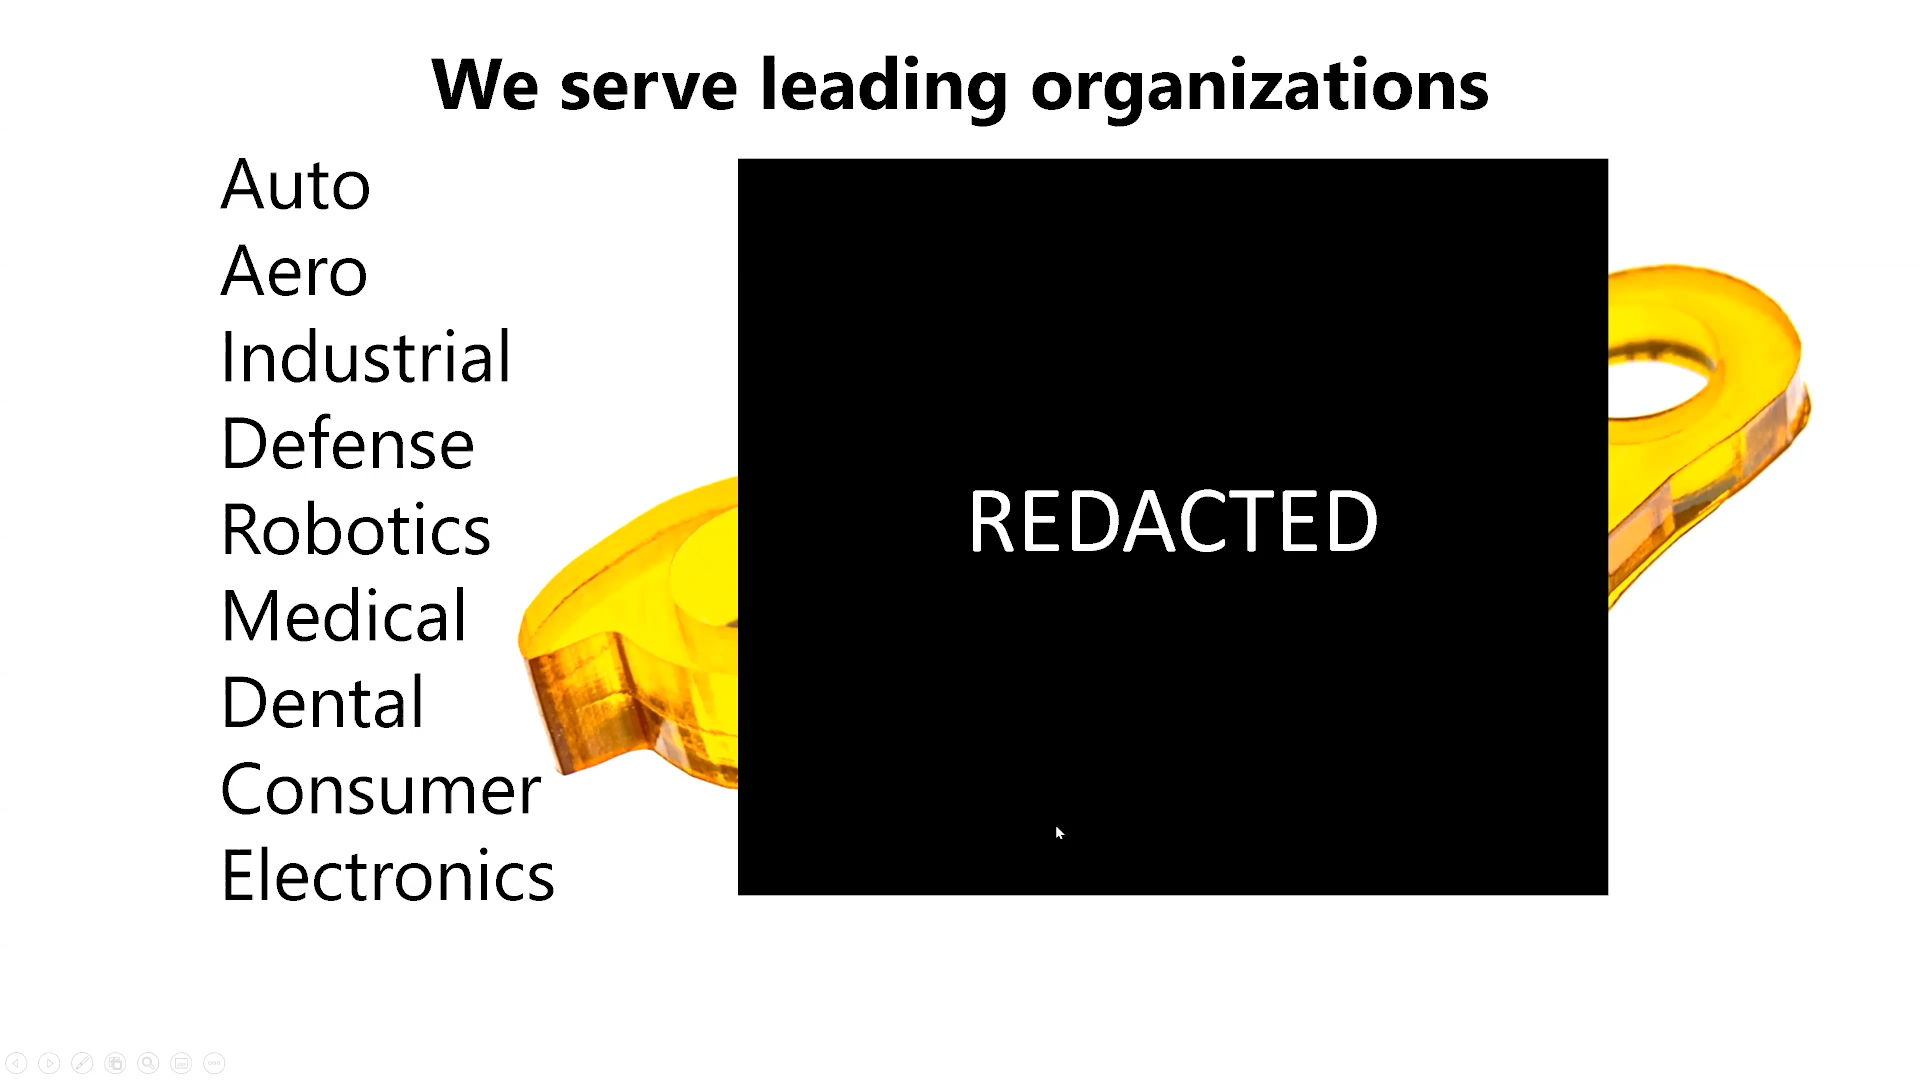 We serve leading organizations
Auto
Aero
Industrial
Defense
Robotics
Medical
Dental
Consumer
Electronics
REDACTED